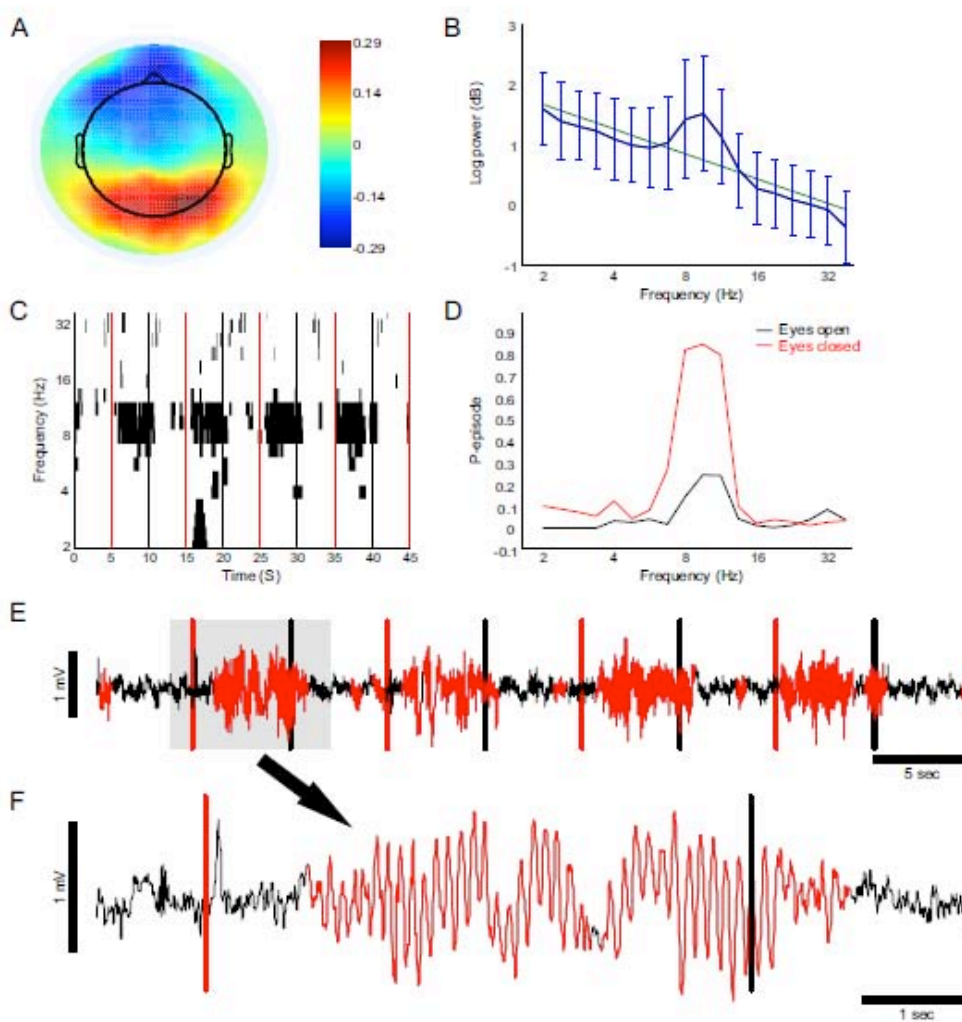 A
0.29
0.14
0
-0.14
-0.29
B
3
2
1
0
-1
Log power (dB)
2 4 8 16 32
Frequency (Hz)
C
32
16
8
4
2
Frequency (Hz)
0 5 10 15 20 25 30 35 40 45
Time (S)
D
0.9
0.8
0.7
0.6
0.5
0.4
0.3
0.2
0.1
0
-0.1
P-episode
Eyes open
Eyes closed
2 4 8 16 32
Frequency (Hz)
E
1 mV
5 sec
F
1 mV
1 sec